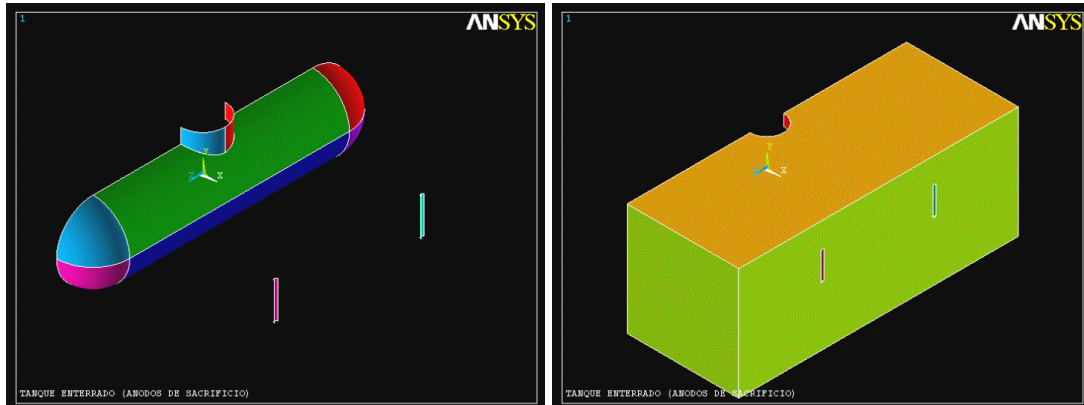 1
ANSYS
X
Y
Z
TANQUE ENTERRADO (ANODOS DE SACRIFICIO)
1
ANSYS
X
Y
Z
TANQUE ENTERRADO (ANODOS DE SACRIFICIO)